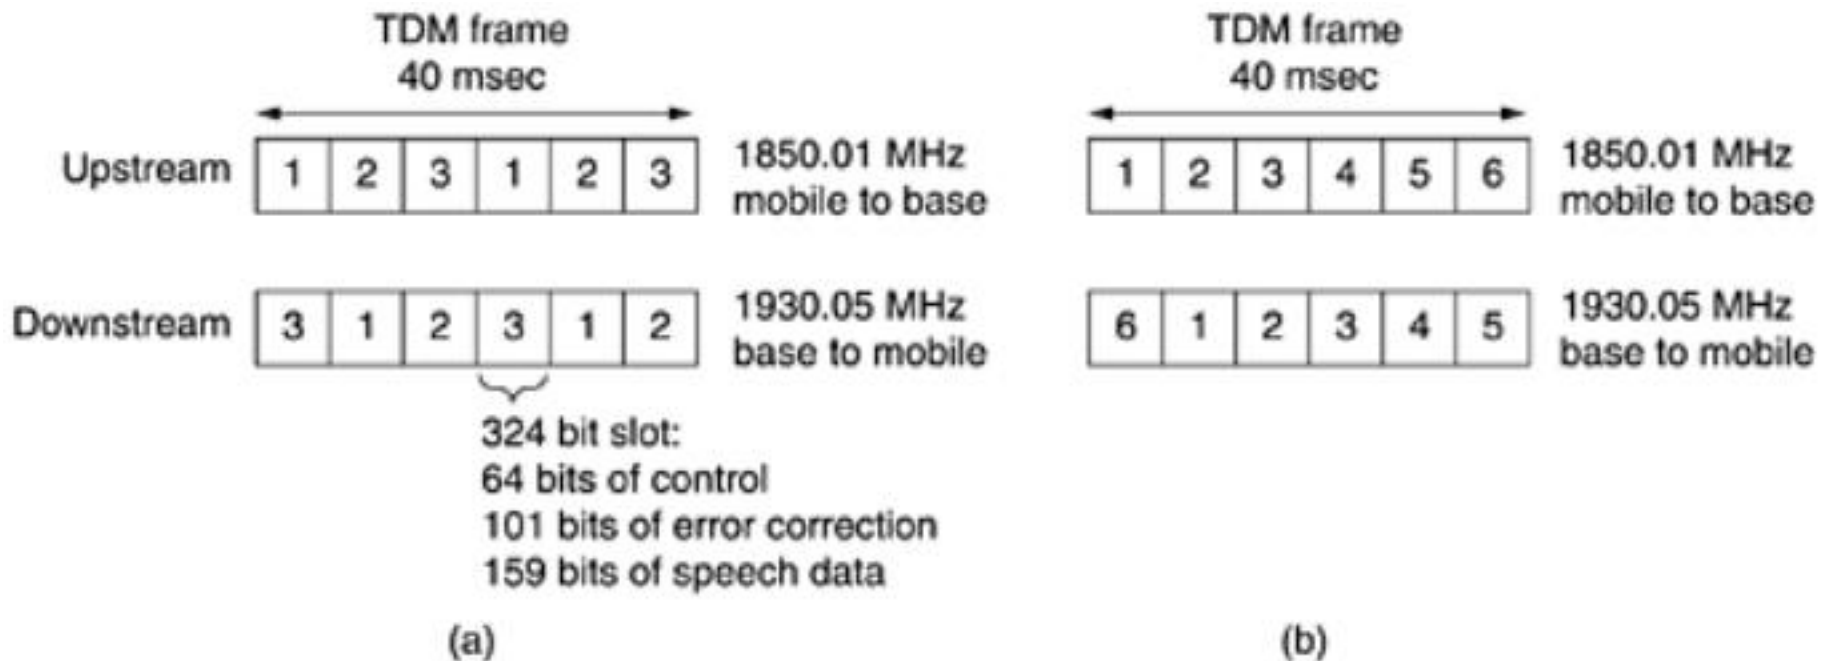 TDM frame
40 msec
Upstream
1 2 3 1 2 3
1850.01 MHz
mobile to base
Downstream
3 1 2 3 1 2
1930.05 MHz
base to mobile
324 bit slot:
64 bits of control
101 bits of error correction
159 bits of speech data
(a)
TDM frame
40 msec
1 2 3 4 5 6
1850.01 MHz
mobile to base
6 1 2 3 4 5
1930.05 MHz
base to mobile
(b)